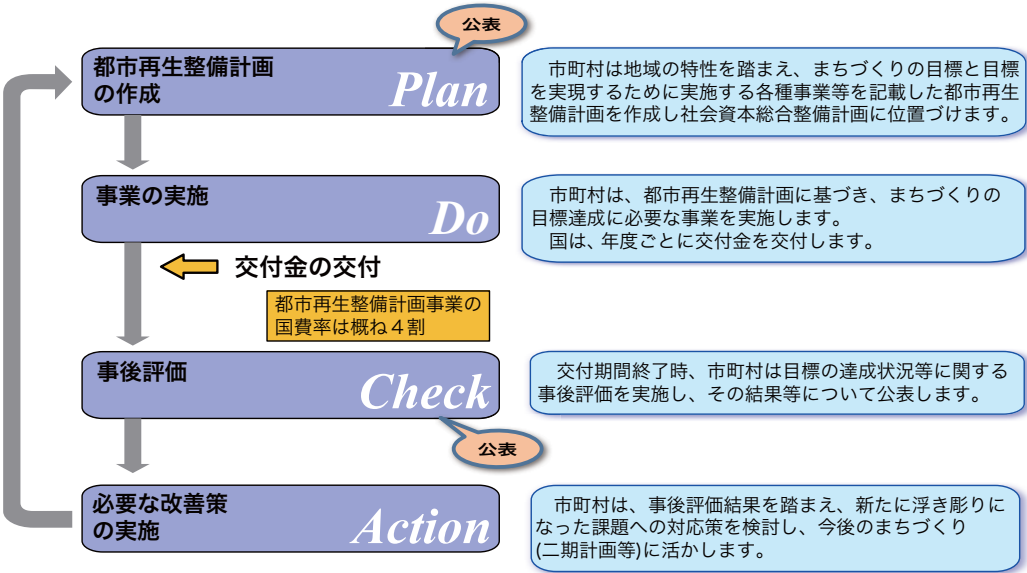 公表
都市再生整備計画
の作成
Plan
市町村は地域の特性を踏まえ、まちづくりの目標と目標
を実現するために実施する各種事業等を記載した都市再生
整備計画を作成し社会資本総合整備計画に位置づけます。
事業の実施
Do
市町村は、都市再生整備計画に基づき、まちづくりの
目標達成に必要な事業を実施します。
国は、年度ごとに交付金を交付します。
交付金の交付
都市再生整備計画事業の
国費率は概ね４割
事後評価
Check
交付期間終了時、市町村は目標の達成状況等に関する
事後評価を実施し、その結果等について公表します。
公表
必要な改善策
の実施
Action
市町村は、事後評価結果を踏まえ、新たに浮き彫りに
なった課題への対応策を検討し、今後のまちづくり
(二期計画等)に活かします。